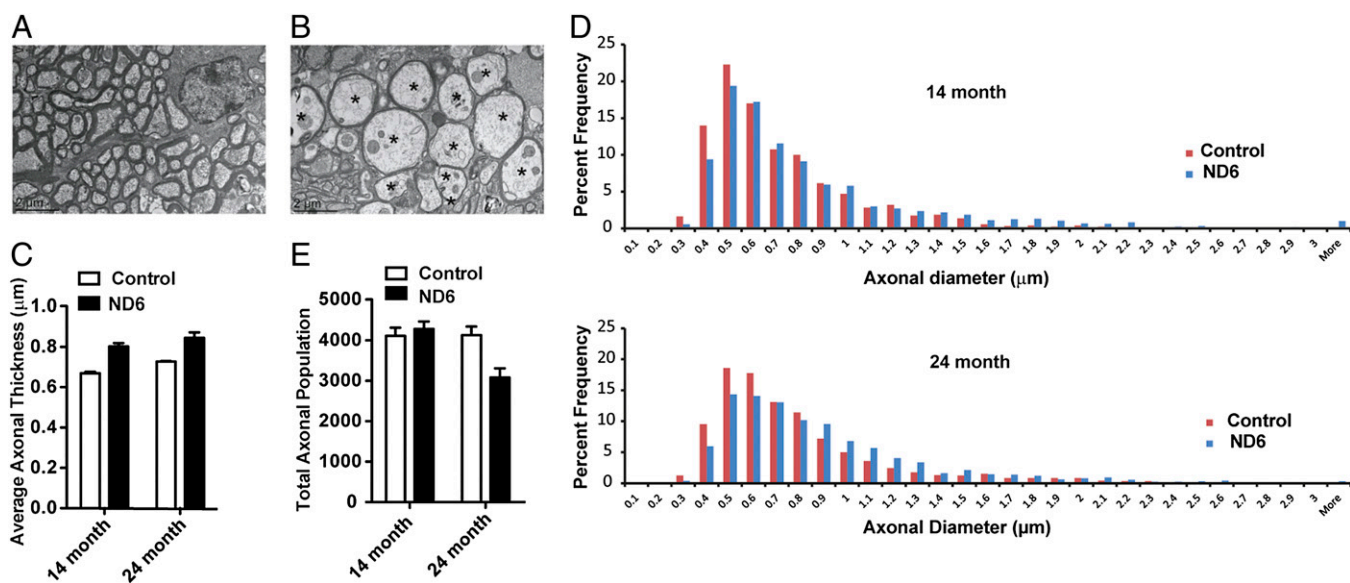 A
2 µm
B
* * * * * * * * * * *
2 µm
C
Control
ND6
Average Axonal Thickness (µm)
1.0
0.8
0.6
0.4
0.2
0.0
14 month
24 month
E
Control
ND6
Total Axonal Population
5000
4000
3000
2000
1000
0
14 month
24 month
D
14 month
Percent Frequency
25
20
15
10
5
0
Control
ND6
0.1 0.2 0.3 0.4 0.5 0.6 0.7 0.8 0.9 1 1.1 1.2 1.3 1.4 1.5 1.6 1.7 1.8 1.9 2 2.1 2.2 2.3 2.4 2.5 2.6 2.7 2.8 2.9 3 More
Axonal diameter (µm)
24 month
Percent Frequency
25
20
15
10
5
0
Control
ND6
0.1 0.2 0.3 0.4 0.5 0.6 0.7 0.8 0.9 1 1.1 1.2 1.3 1.4 1.5 1.6 1.7 1.8 1.9 2 2.1 2.2 2.3 2.4 2.5 2.6 2.7 2.8 2.9 3 More
Axonal Diameter (µm)